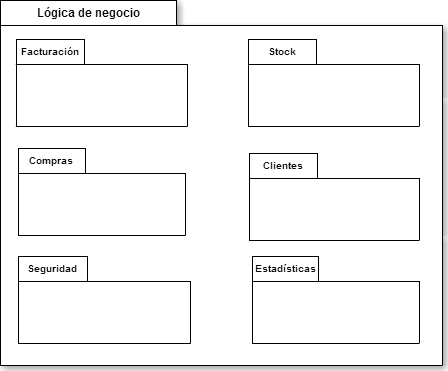 Lógica de negocio
Facturación
Stock
Compras
Clientes
Seguridad
Estadísticas